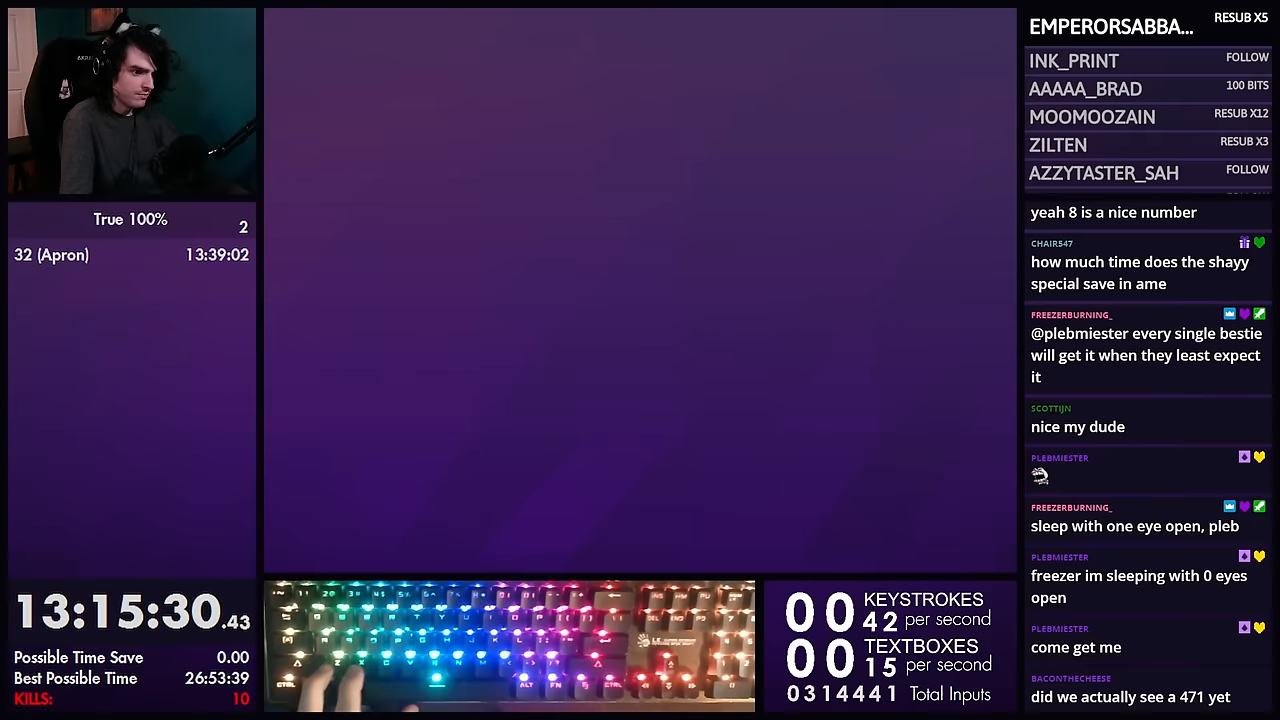 True 100%
2
32 (Apron) 13:39:02
13:15:30.43
Possible Time Save 0.00
Best Possible Time 26:53:39
KILLS: 10
00.42 KEYSTROKES per second
00.15 TEXTBOXES per second
0314441 Total Inputs
EMPERORSABBA... RESUB X5
INK_PRINT FOLLOW
AAAAA_BRAD 100 BITS
MOOMOOZAIN RESUB X12
ZILTEN RESUB X3
AZZYTASTER_SAH FOLLOW
yeah 8 is a nice number
CHAIR547
how much time does the shayy
special save in ame
FREEZERBURNING_
@plebmiester every single bestie
will get it when they least expect
it
SCOTTIJN
nice my dude
PLEBMIESTER
FREEZERBURNING_
sleep with one eye open, pleb
PLEBMIESTER
freezer im sleeping with 0 eyes
open
PLEBMIESTER
come get me
BACONTHECHEESE
did we actually see a 471 yet